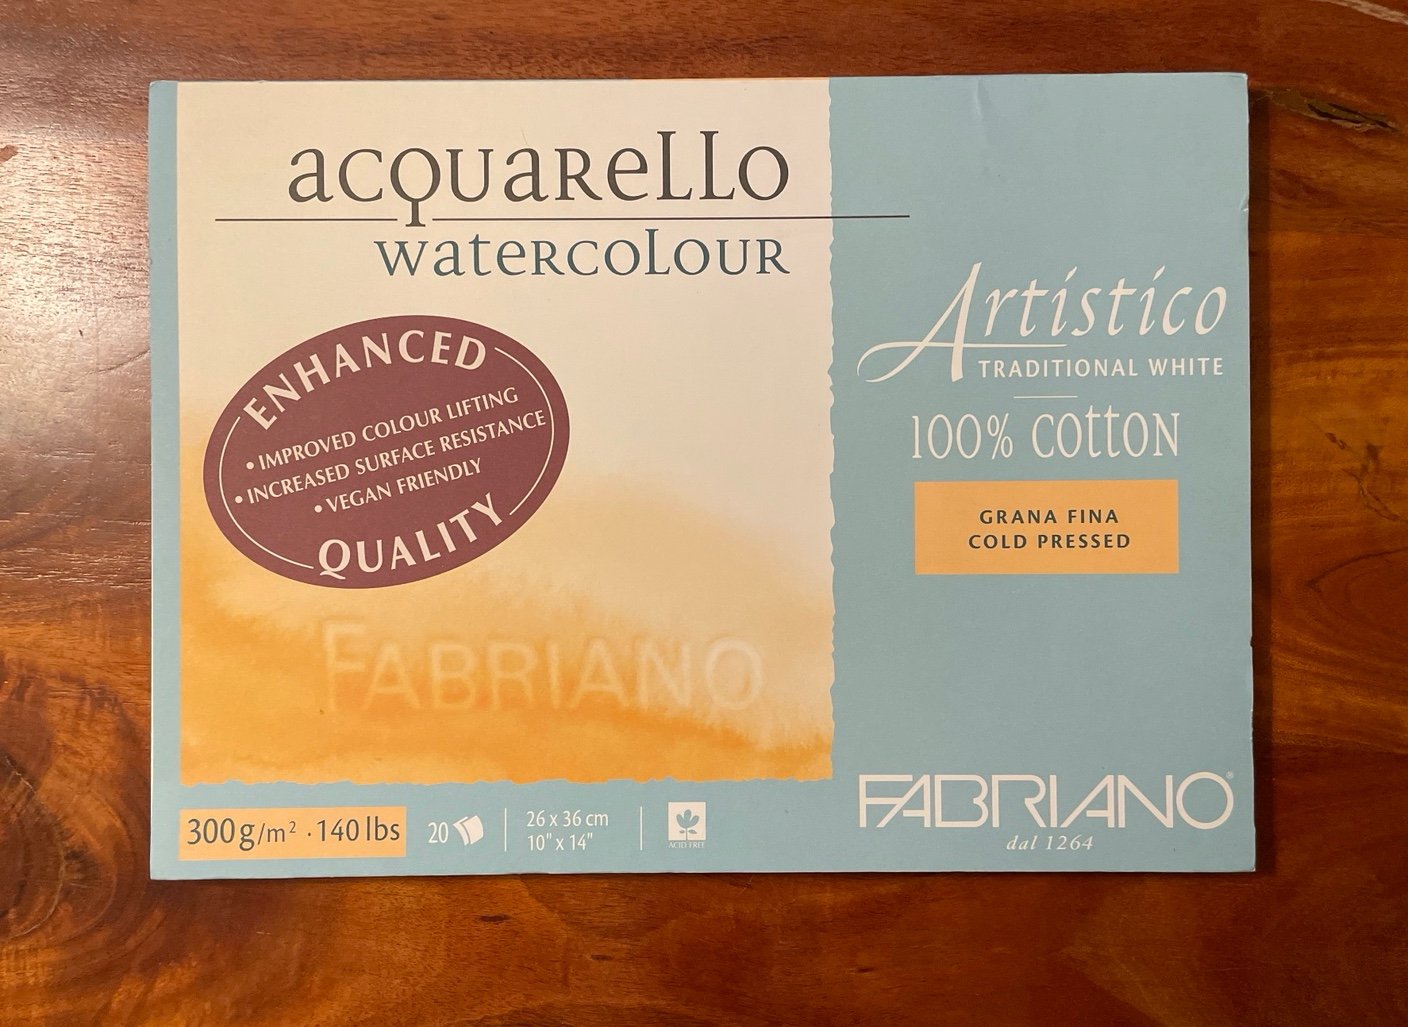 acquarello
watercolour
ENHANCED
• IMPROVED COLOUR LIFTING
• INCREASED SURFACE RESISTANCE
• VEGAN FRIENDLY
QUALITY
FABRIANO
Artistico
TRADITIONAL WHITE
100% cotton
GRANA FINA
COLD PRESSED
300g/m² · 140 lbs
20
26 x 36 cm
10" x 14"
ACID FREE
FABRIANO®
dal 1264